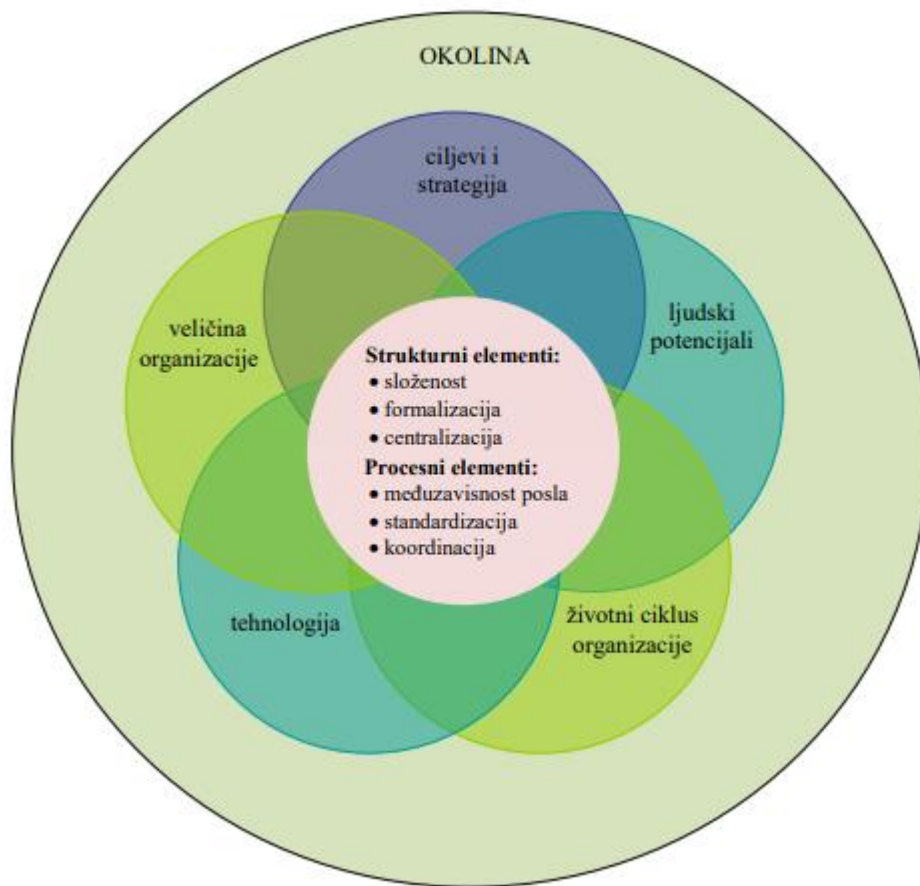 OKOLINA
ciljevi i
strategija
ljudski
potencijali
veličina
organizacije
Strukturni elementi:
• složenost
• formalizacija
• centralizacija
Procesni elementi:
• međuzavisnost posla
• standardizacija
• koordinacija
tehnologija
životni ciklus
organizacije